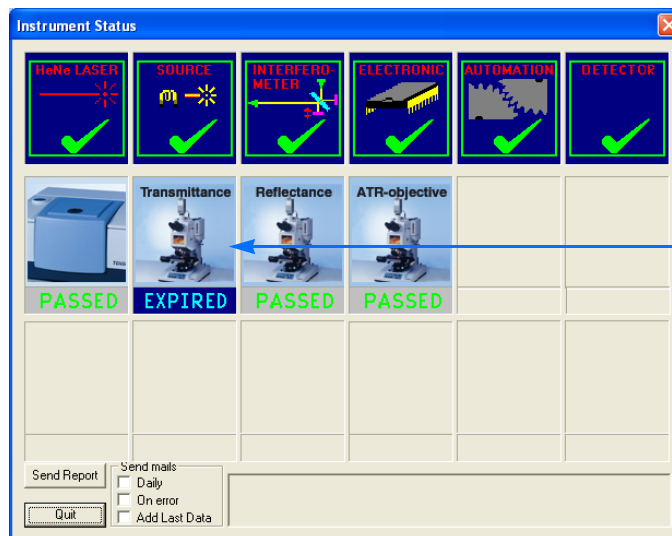 Instrument Status
HeNe LASER
SOURCE
INTERFERO-
METER
ELECTRONIC
AUTOMATION
DETECTOR
Transmittance
Reflectance
ATR-objective
PASSED
EXPIRED
PASSED
PASSED
Send Report
Send mails
Daily
On error
Add Last Data
Quit